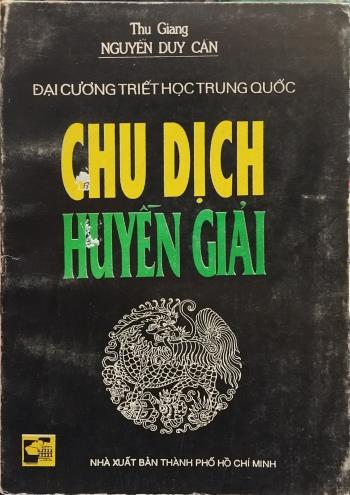 Thu Giang
NGUYỄN DUY CẦN
ĐẠI CƯƠNG TRIẾT HỌC TRUNG QUỐC
CHU DỊCH
HUYỀN GIẢI
NHÀ XUẤT BẢN THÀNH PHỐ HỒ CHÍ MINH